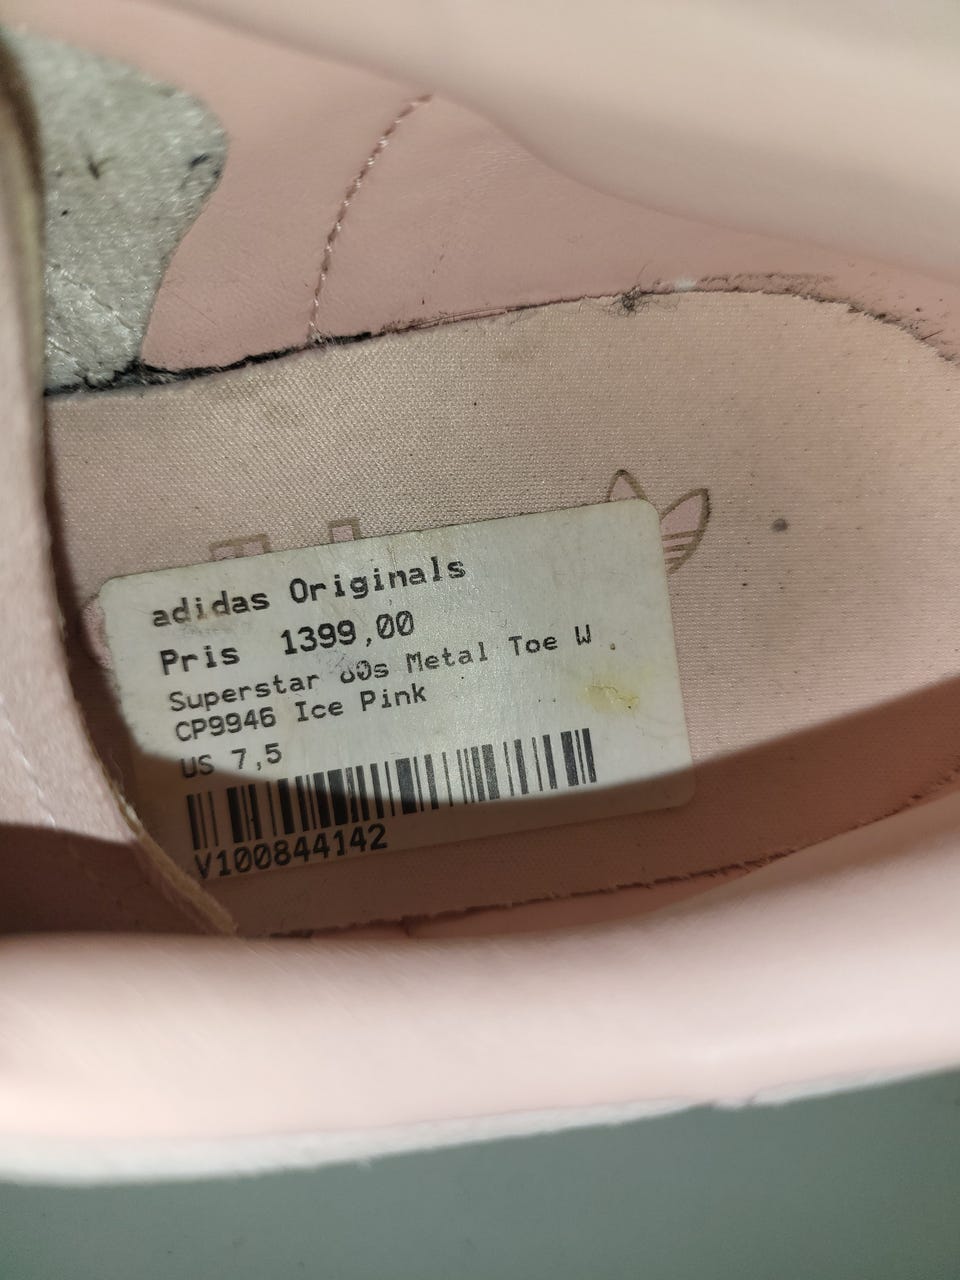 adidas Originals
Pris 1399,00
Superstar 80s Metal Toe W
CP9946 Ice Pink
US 7,5
V100844142